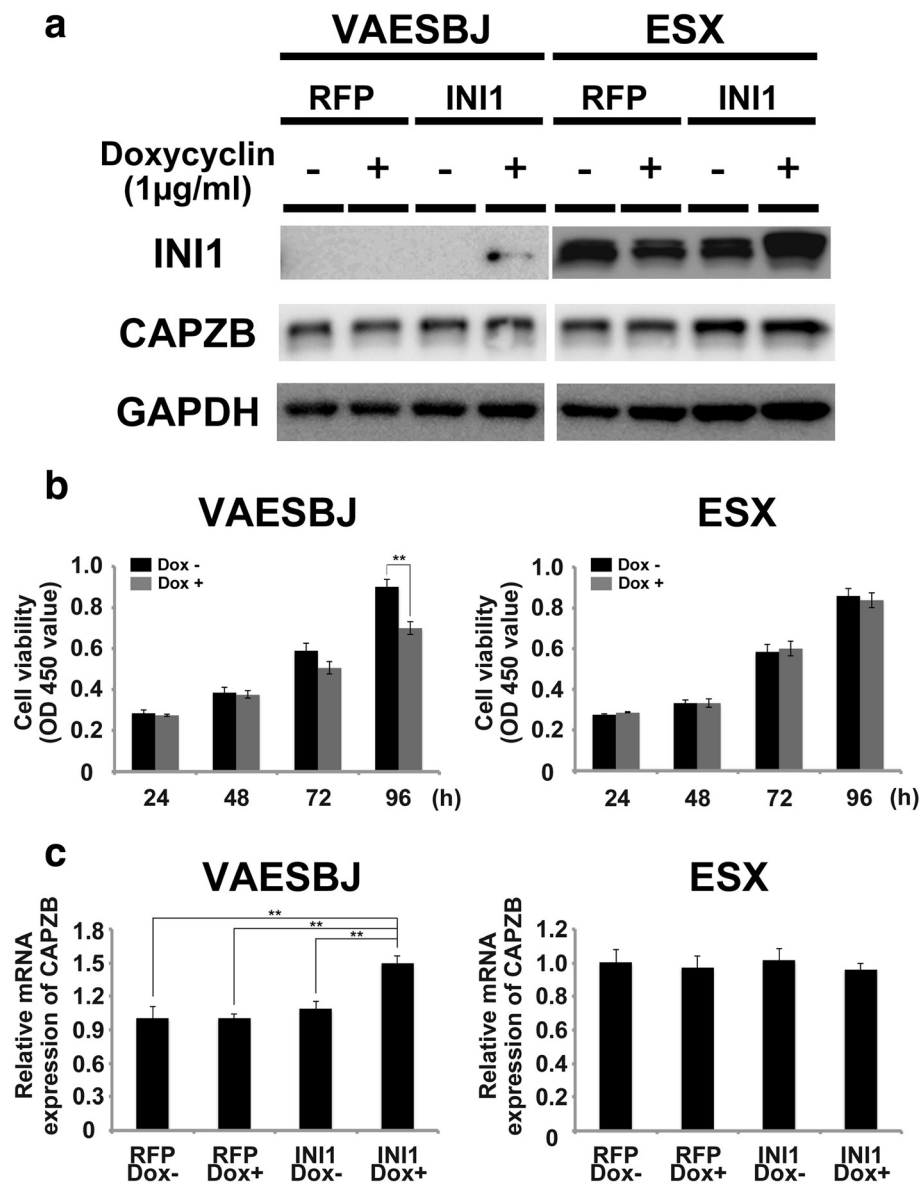 a
VAESBJ ESX
RFP INI1 RFP INI1
Doxycyclin
(1µg/ml)
- + - + - + - +
INI1
CAPZB
GAPDH
b
VAESBJ
Cell viability
(OD 450 value)
1.0
0.8
0.6
0.4
0.2
0
Dox -
Dox +
**
24 48 72 96 (h)
ESX
Cell viability
(OD 450 value)
1.0
0.8
0.6
0.4
0.2
0
Dox -
Dox +
24 48 72 96 (h)
c
VAESBJ
Relative mRNA
expression of CAPZB
1.8
1.5
1.2
0.9
0.6
0.3
0
**
**
**
RFP RFP INI1 INI1
Dox- Dox+ Dox- Dox+
ESX
Relative mRNA
expression of CAPZB
1.2
1.0
0.8
0.6
0.4
0.2
0
RFP RFP INI1 INI1
Dox- Dox+ Dox- Dox+